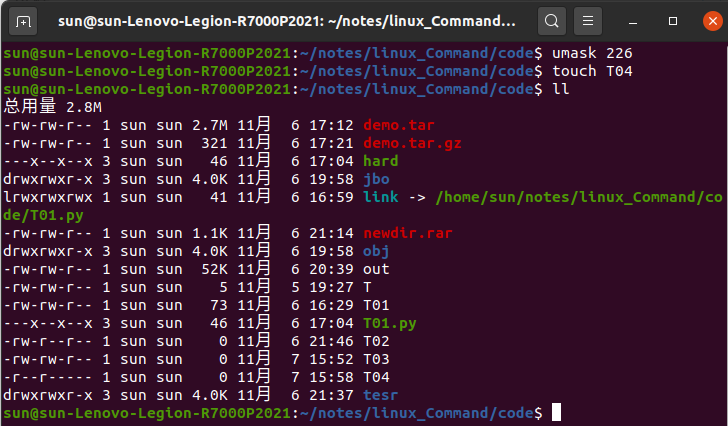 sun@sun-Lenovo-Legion-R7000P2021: ~/notes/linux_Command...
sun@sun-Lenovo-Legion-R7000P2021:~/notes/linux_Command/code$ umask 226
sun@sun-Lenovo-Legion-R7000P2021:~/notes/linux_Command/code$ touch T04
sun@sun-Lenovo-Legion-R7000P2021:~/notes/linux_Command/code$ ll
总用量 2.8M
-rw-rw-r-- 1 sun sun 2.7M 11月  6 17:12 demo.tar
-rw-rw-r-- 1 sun sun  321 11月  6 17:21 demo.tar.gz
---x--x--x 3 sun sun   46 11月  6 17:04 hard
drwxrwxr-x 3 sun sun 4.0K 11月  6 19:58 jbo
lrwxrwxrwx 1 sun sun   41 11月  6 16:59 link -> /home/sun/notes/linux_Command/co
de/T01.py
-rw-rw-r-- 1 sun sun 1.1K 11月  6 21:14 newdir.rar
drwxrwxr-x 3 sun sun 4.0K 11月  6 19:58 obj
-rw-rw-r-- 1 sun sun  52K 11月  6 20:39 out
-rw-rw-r-- 1 sun sun    5 11月  5 19:27 T
-rw-rw-r-- 1 sun sun   73 11月  6 16:29 T01
---x--x--x 3 sun sun   46 11月  6 17:04 T01.py
-rw-r--r-- 1 sun sun    0 11月  6 21:46 T02
-rw-rw-r-- 1 sun sun    0 11月  7 15:52 T03
-r--r----- 1 sun sun    0 11月  7 15:58 T04
drwxrwxr-x 3 sun sun 4.0K 11月  6 21:37 tesr
sun@sun-Lenovo-Legion-R7000P2021:~/notes/linux_Command/code$